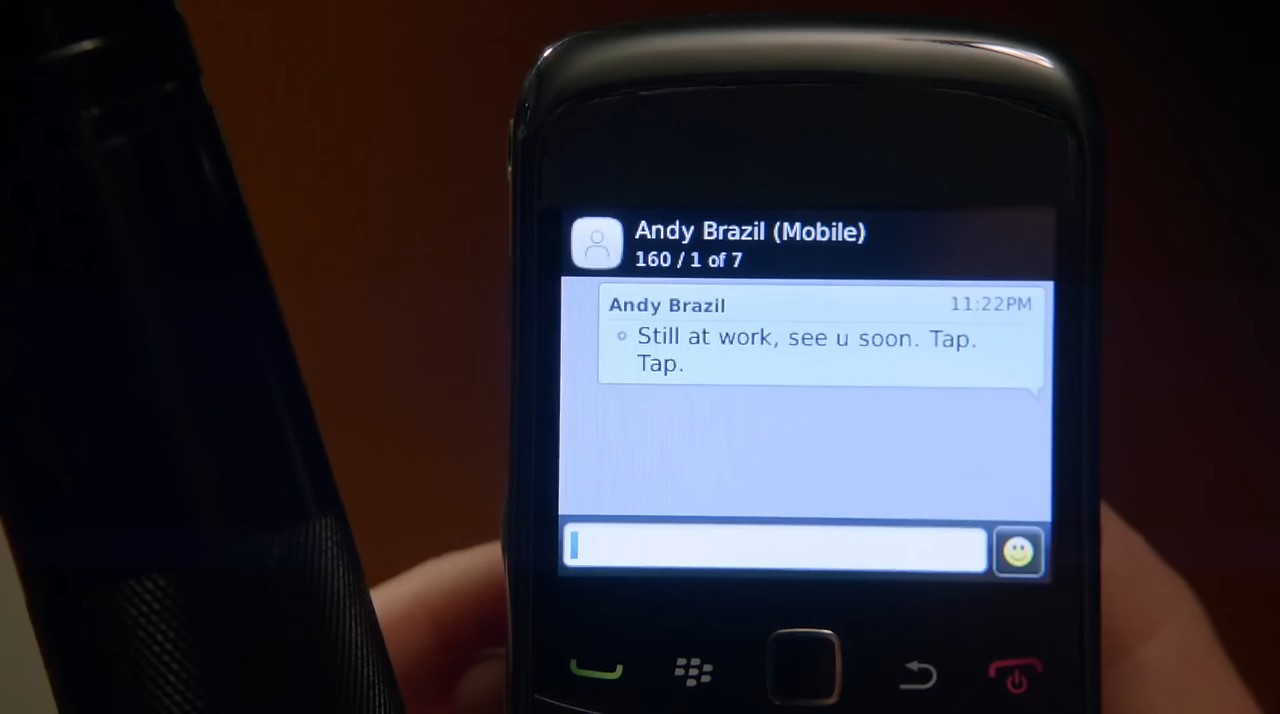 Andy Brazil (Mobile)
160 / 1 of 7
Andy Brazil 11:22PM
Still at work, see u soon. Tap.
Tap.